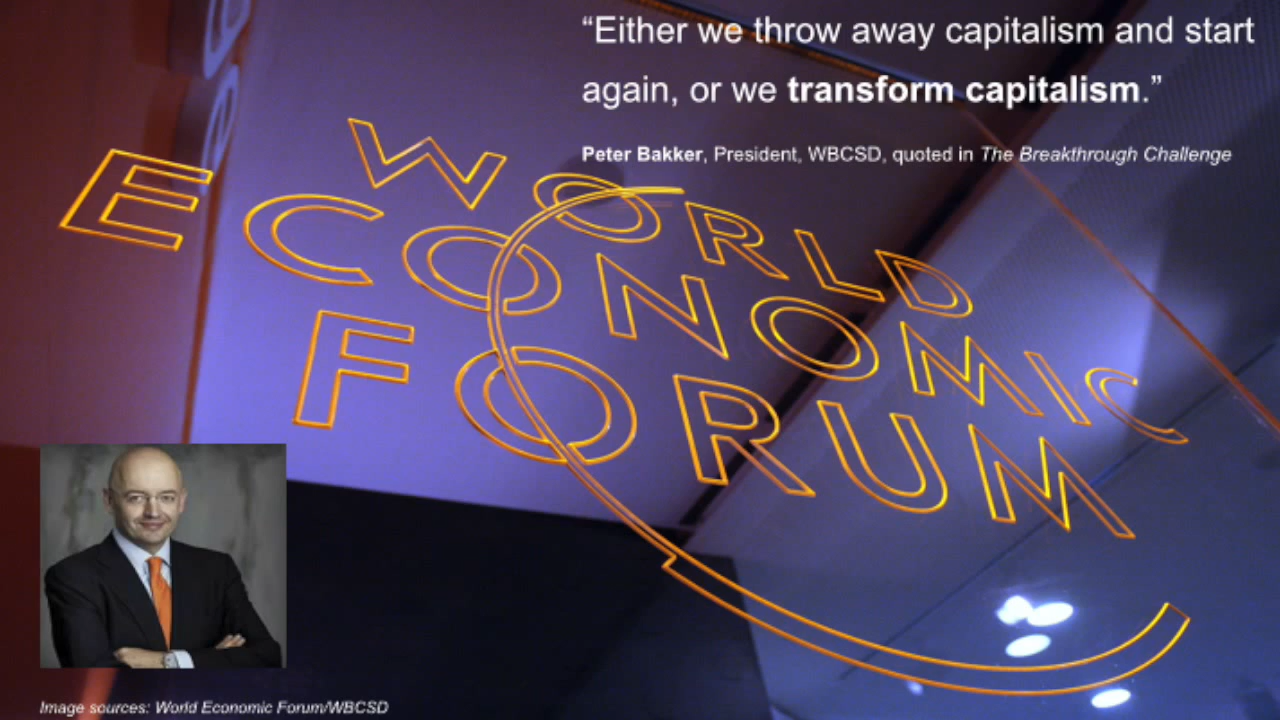 “Either we throw away capitalism and start
again, or we transform capitalism.”
Peter Bakker, President, WBCSD, quoted in The Breakthrough Challenge
WORLD
ECONOMIC
FORUM
Image sources: World Economic Forum/WBCSD